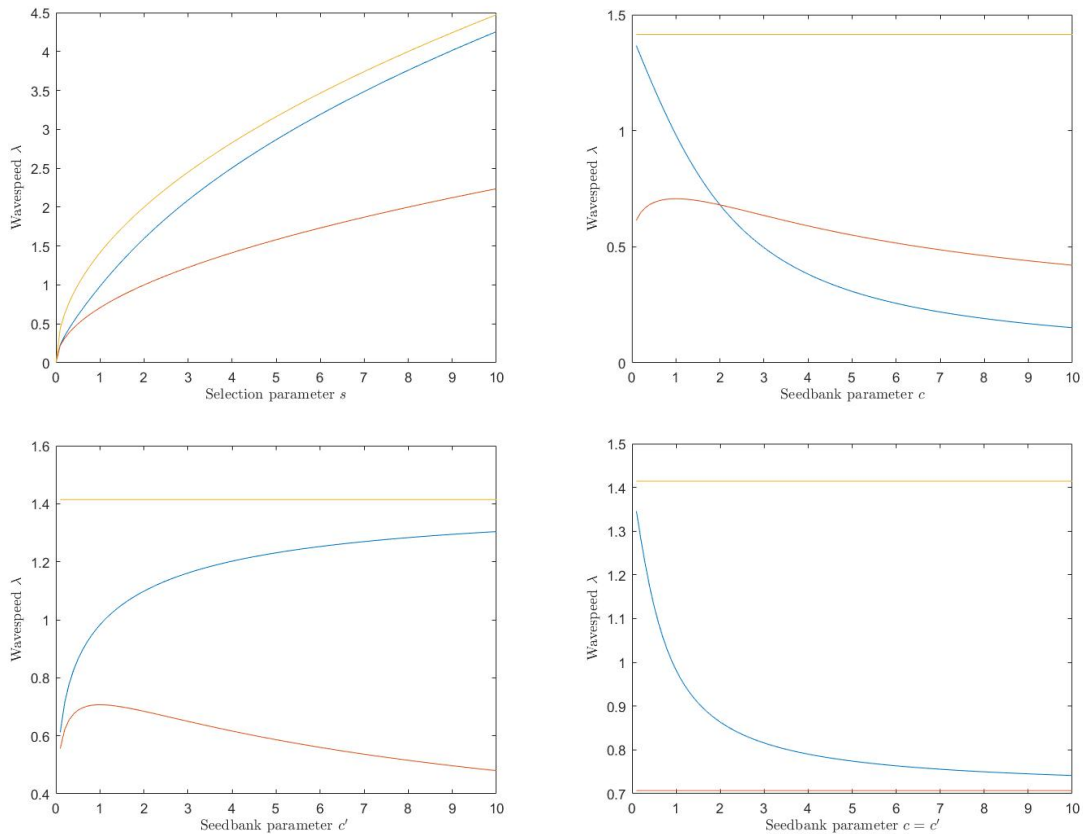 4.5
4
3.5
3
2.5
2
1.5
1
0.5
0
Wavespeed λ
0 1 2 3 4 5 6 7 8 9 10
Selection parameter s
1.5
1
0.5
0
Wavespeed λ
0 1 2 3 4 5 6 7 8 9 10
Seedbank parameter c
1.6
1.4
1.2
1
0.8
0.6
0.4
Wavespeed λ
0 1 2 3 4 5 6 7 8 9 10
Seedbank parameter c′
1.5
1.4
1.3
1.2
1.1
1
0.9
0.8
0.7
Wavespeed λ
0 1 2 3 4 5 6 7 8 9 10
Seedbank parameter c = c′